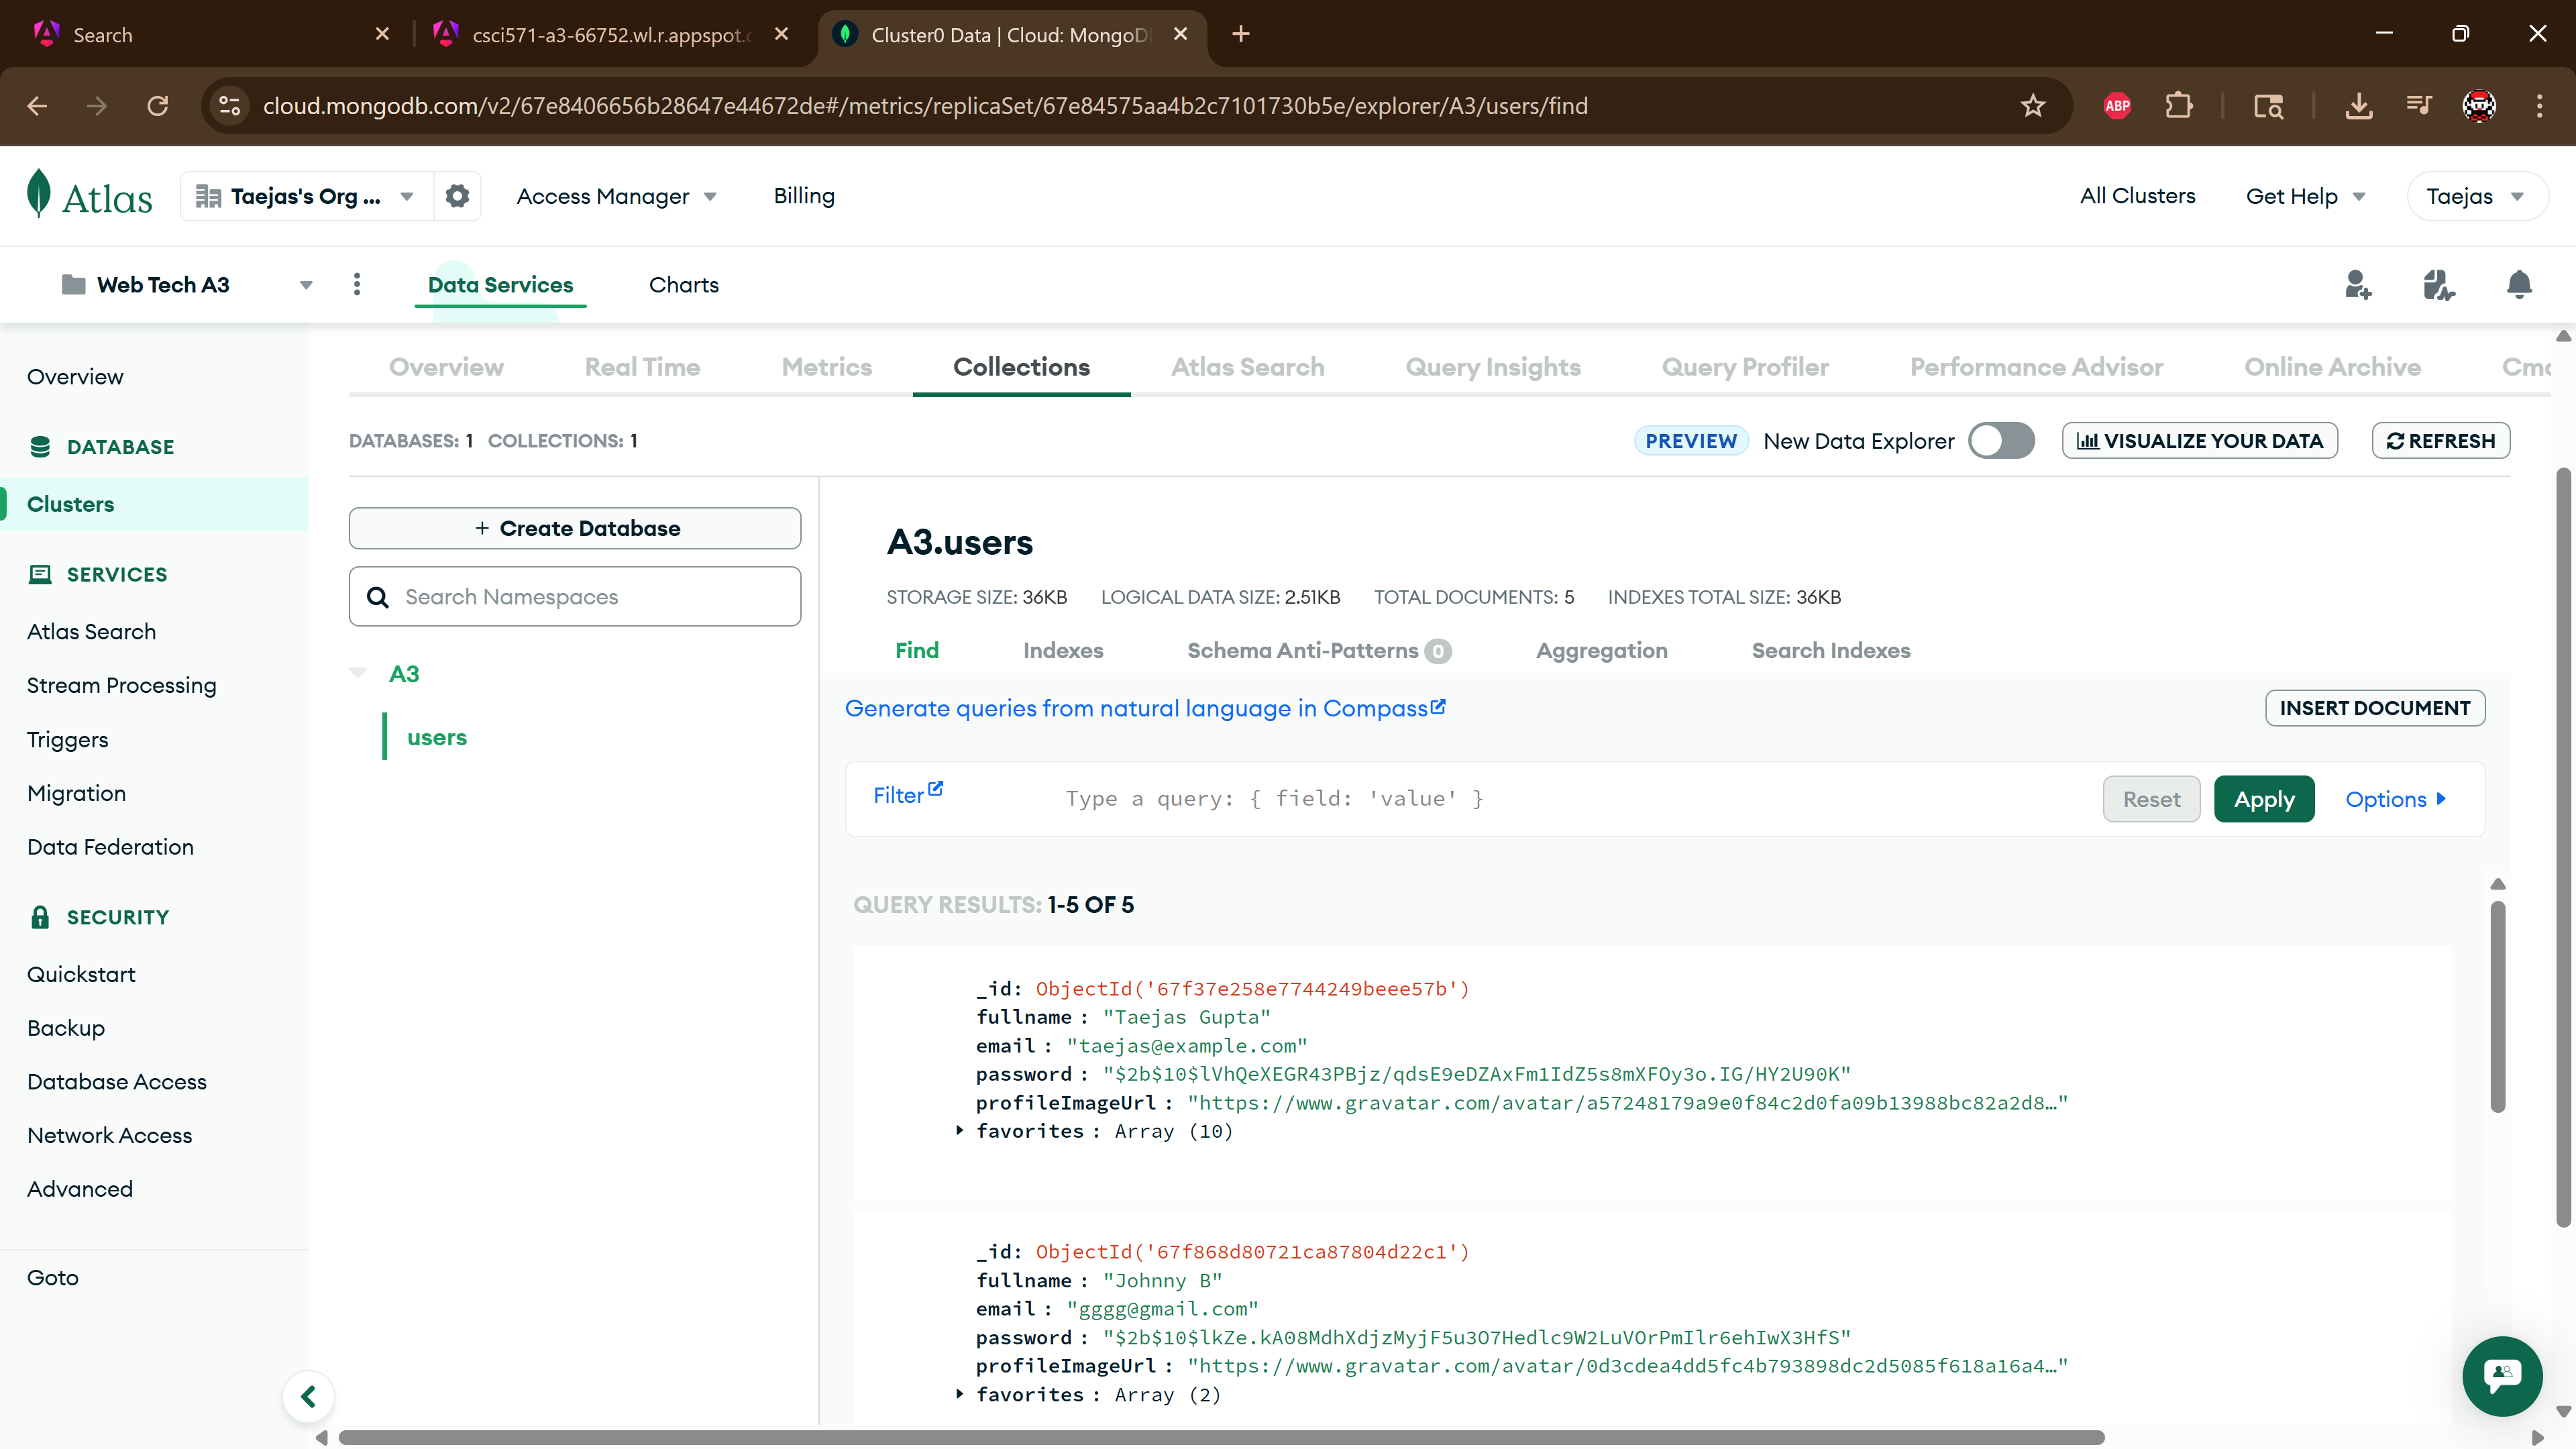 Search
csci571-a3-66752.wl.r.appspot.c
Cluster0 Data | Cloud: MongoD
cloud.mongodb.com/v2/67e8406656b28647e44672de#/metrics/replicaSet/67e84575aa4b2c7101730b5e/explorer/A3/users/find
ABP
Atlas
Taejas's Org ...
Access Manager
Billing
All Clusters
Get Help
Taejas
Web Tech A3
Data Services
Charts
Overview
DATABASE
Clusters
SERVICES
Atlas Search
Stream Processing
Triggers
Migration
Data Federation
SECURITY
Quickstart
Backup
Database Access
Network Access
Advanced
Goto
Overview
Real Time
Metrics
Collections
Atlas Search
Query Insights
Query Profiler
Performance Advisor
Online Archive
Cmd
DATABASES: 1 COLLECTIONS: 1
PREVIEW New Data Explorer
VISUALIZE YOUR DATA
REFRESH
+ Create Database
Search Namespaces
A3
users
A3.users
STORAGE SIZE: 36KB LOGICAL DATA SIZE: 2.51KB TOTAL DOCUMENTS: 5 INDEXES TOTAL SIZE: 36KB
Find
Indexes
Schema Anti-Patterns 0
Aggregation
Search Indexes
Generate queries from natural language in Compass
INSERT DOCUMENT
Filter
Type a query: { field: 'value' }
Reset
Apply
Options
QUERY RESULTS: 1-5 OF 5
_id: ObjectId('67f37e258e7744249beee57b')
fullname : "Taejas Gupta"
email : "taejas@example.com"
password : "$2b$10$lVhQeXEGR43PBjz/qdsE9eDZAxFm1IdZ5s8mXFOy3o.IG/HY2U90K"
profileImageUrl : "https://www.gravatar.com/avatar/a57248179a9e0f84c2d0fa09b13988bc82a2d8…"
favorites : Array (10)
_id: ObjectId('67f868d80721ca87804d22c1')
fullname : "Johnny B"
email : "gggg@gmail.com"
password : "$2b$10$lkZe.kA08MdhXdjzMyjF5u3O7Hedlc9W2LuVOrPmIlr6ehIwX3HfS"
profileImageUrl : "https://www.gravatar.com/avatar/0d3cdea4dd5fc4b793898dc2d5085f618a16a4…"
favorites : Array (2)